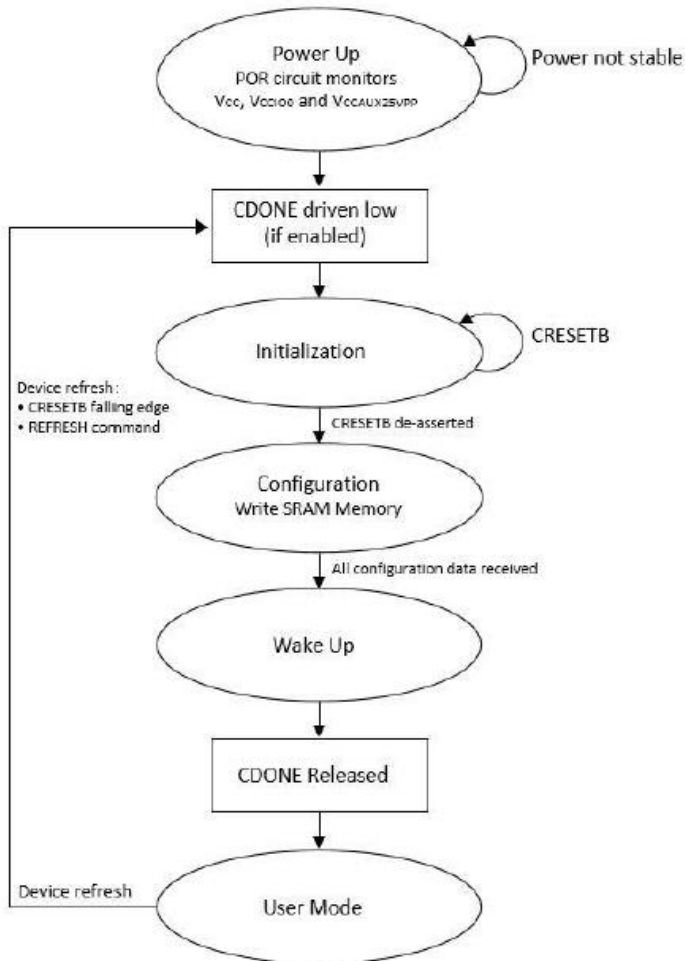 Power Up
POR circuit monitors
VCC, VCCIO0 and VCCAUX25VPP
Power not stable
CDONE driven low
(if enabled)
Initialization
CRESETB
Device refresh:
• CRESETB falling edge
• REFRESH command
CRESETB de-asserted
Configuration
Write SRAM Memory
All configuration data received
Wake Up
CDONE Released
Device refresh
User Mode